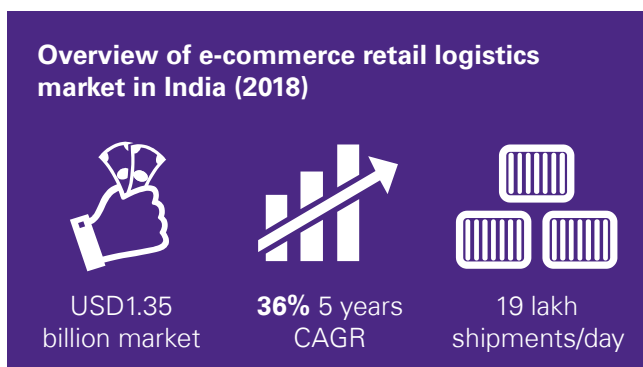 Overview of e-commerce retail logistics
market in India (2018)
USD1.35
billion market
36% 5 years
CAGR
19 lakh
shipments/day